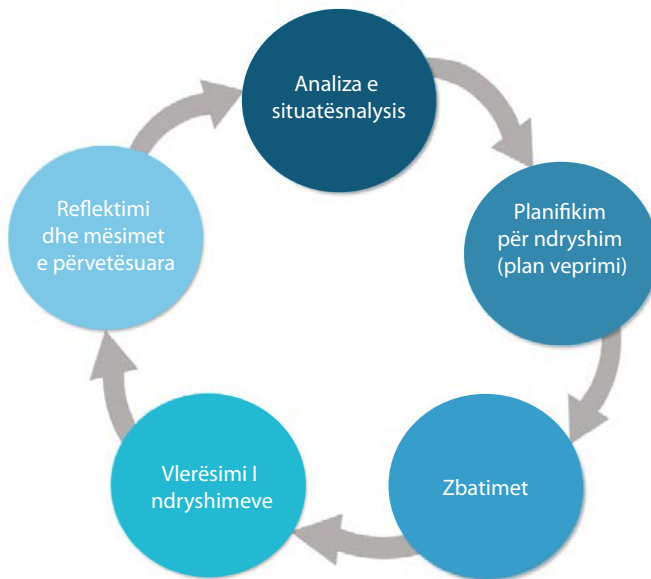 Analiza e
situatësnalysis
Planifikim
për ndryshim
(plan veprimi)
Zbatimet
Vlerësimi I
ndryshimeve
Reflektimi
dhe mësimet
e përvetësuara